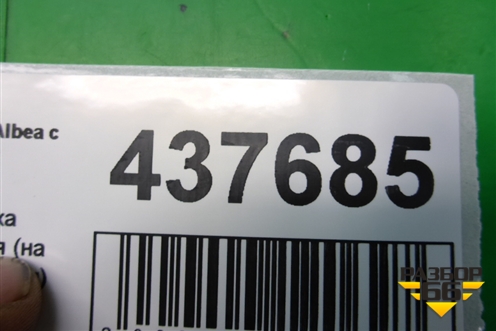 Albea с
437685
ка
я (на
РАЗБОР
66